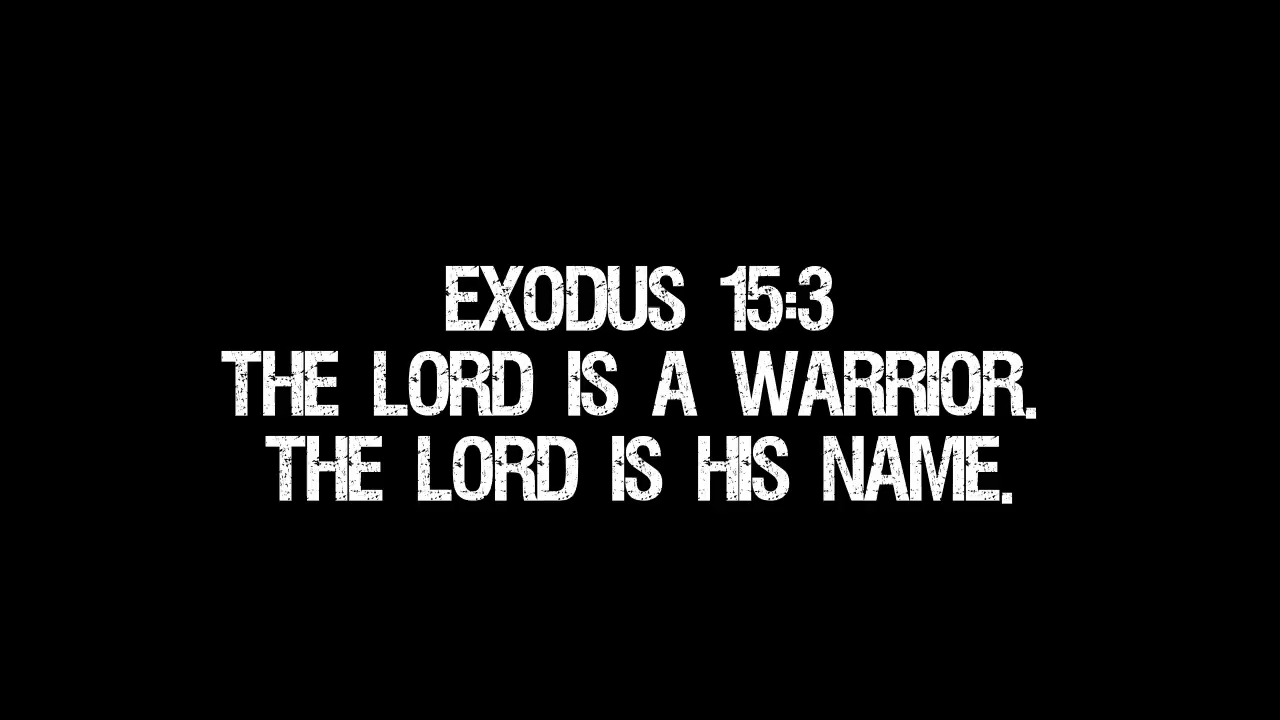 EXODUS 15:3
THE LORD IS A WARRIOR.
THE LORD IS HIS NAME.